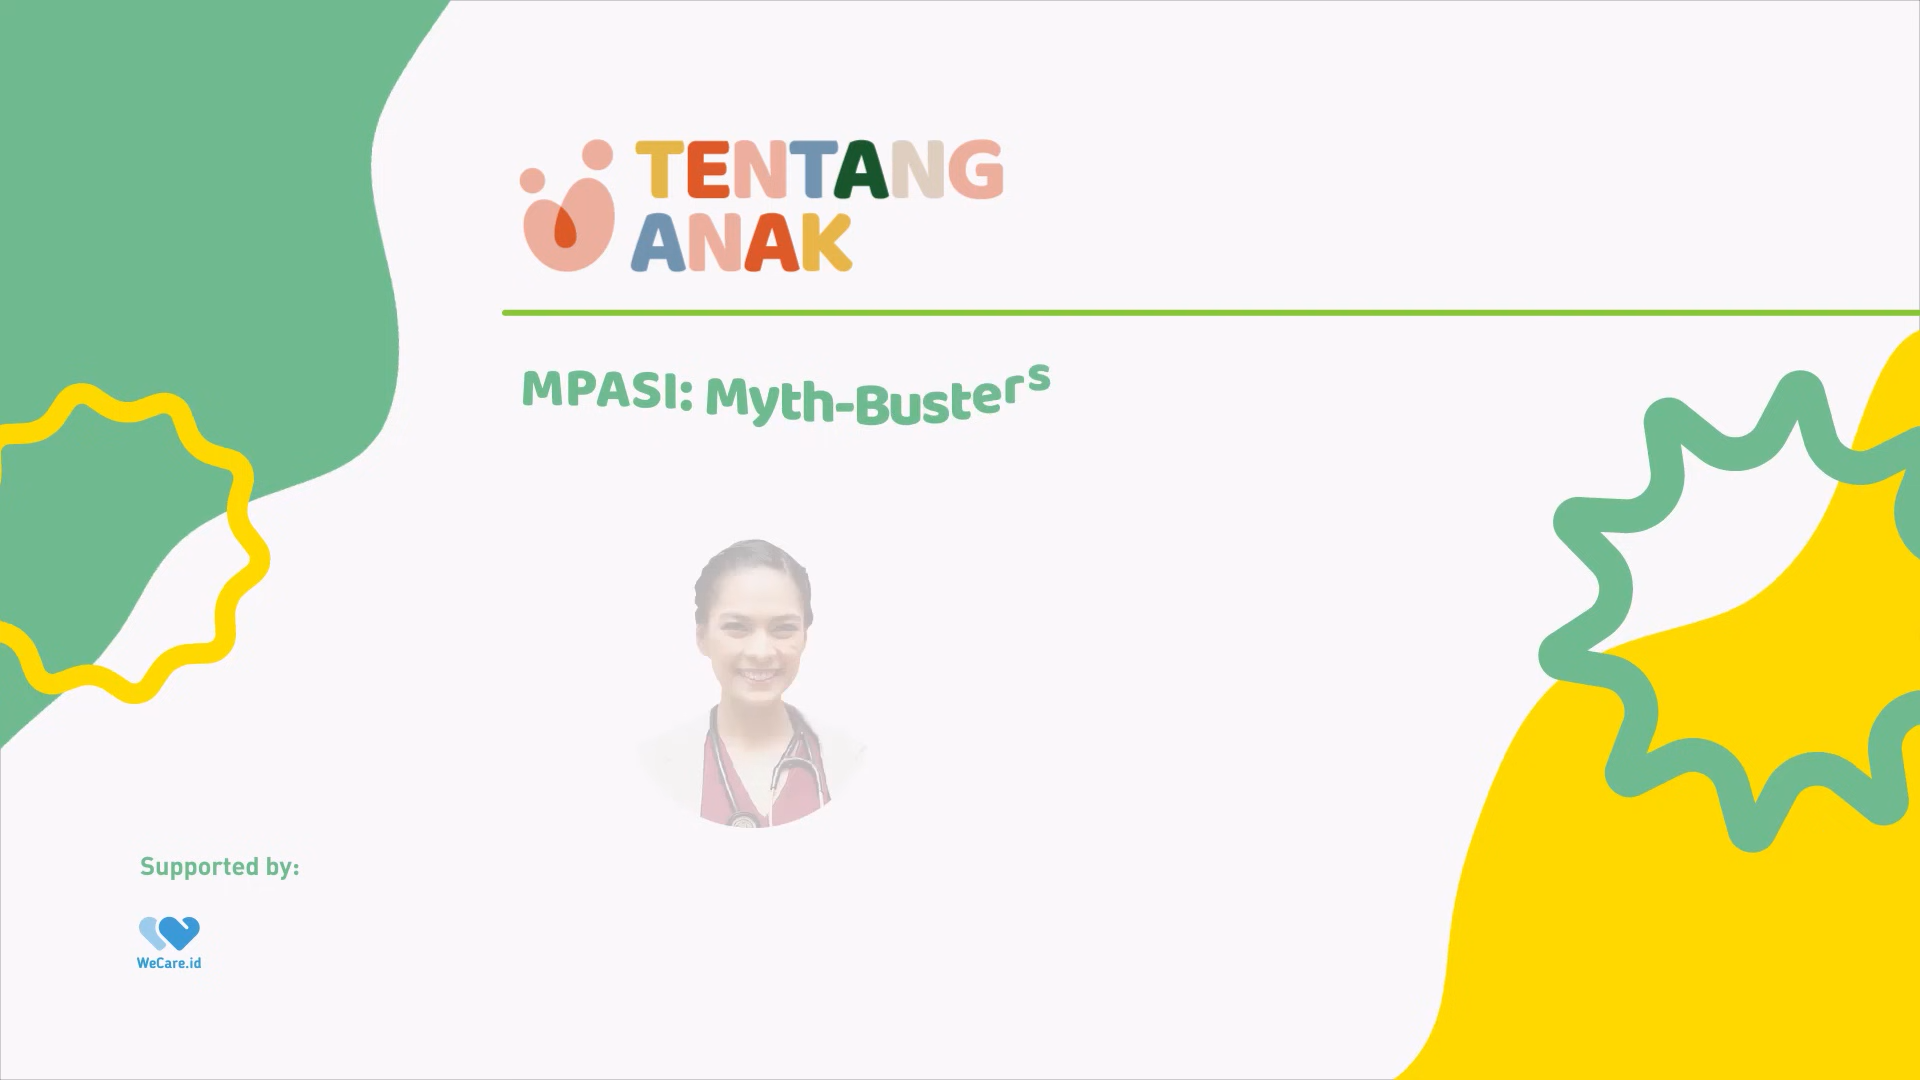 TENTANG
ANAK
MPASI: Myth-Busters
Supported by:
WeCare.id